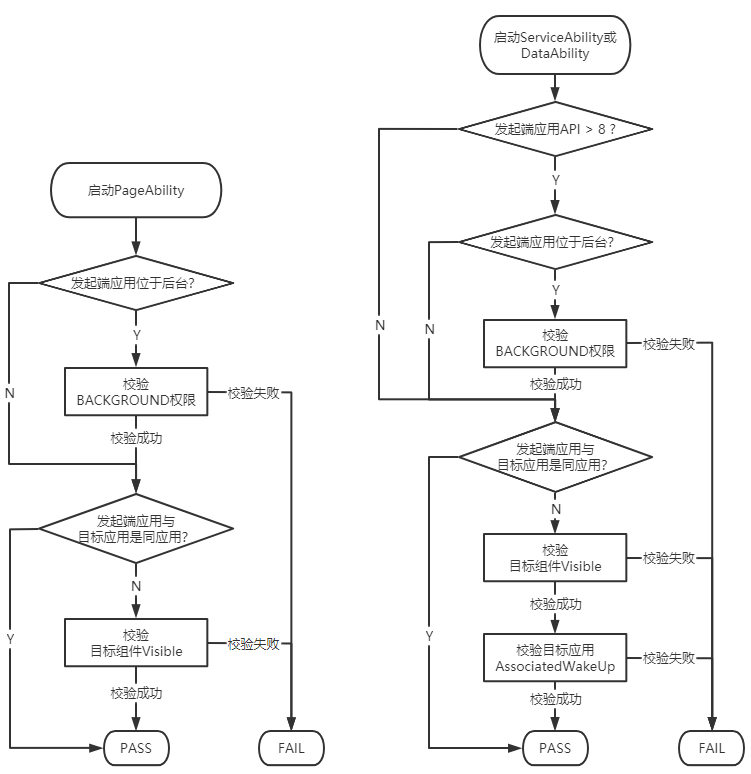 启动PageAbility
发起端应用位于后台?
Y
N
校验
BACKGROUND权限
校验失败
校验成功
发起端应用与
目标应用是同应用?
N
Y
校验
目标组件Visible
校验失败
校验成功
PASS
FAIL
启动ServiceAbility或
DataAbility
发起端应用API > 8 ?
Y
N
发起端应用位于后台?
Y
N
校验
BACKGROUND权限
校验失败
校验成功
发起端应用与
目标应用是同应用?
N
Y
校验
目标组件Visible
校验失败
校验成功
校验目标应用
AssociatedWakeUp
校验失败
校验成功
PASS
FAIL